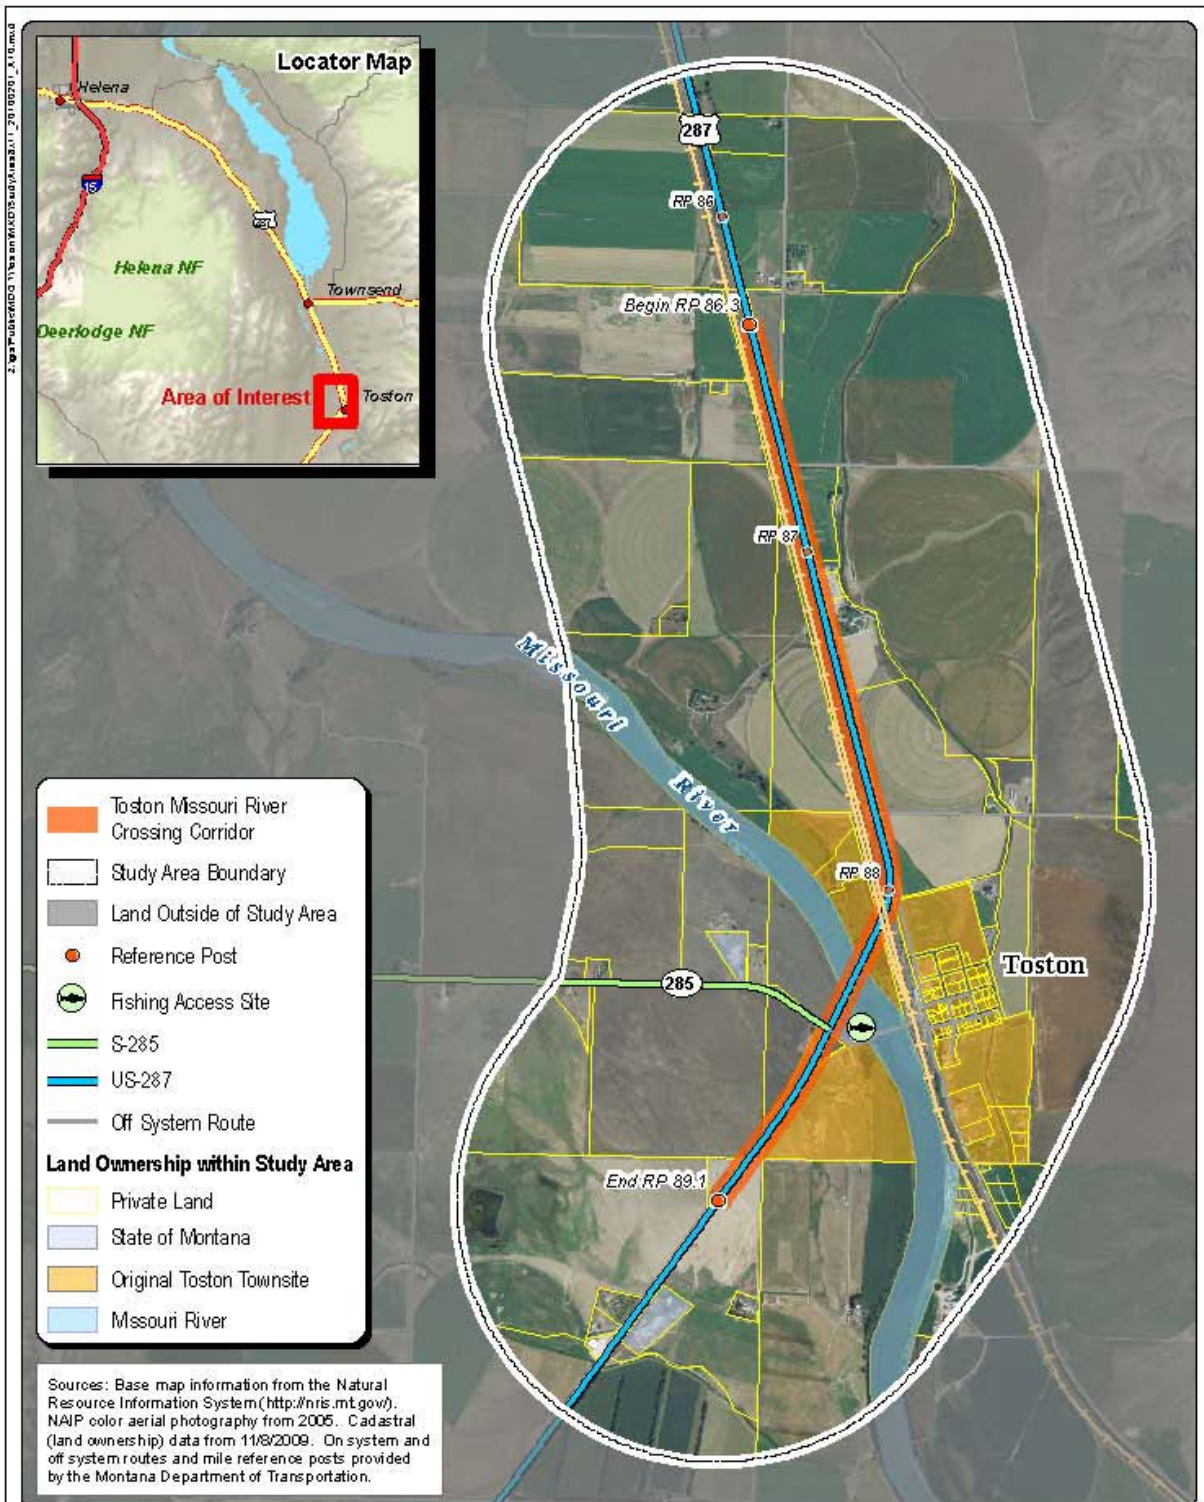 Locator Map
Helena
15
287
Helena NF
Townsend
Deerlodge NF
Area of Interest
Toston
287
RP 86
Begin RP 86.3
RP 87
Missouri
River
RP 88
Toston
285
End RP 89.1
Toston Missouri River
Crossing Corridor
Study Area Boundary
Land Outside of Study Area
Reference Post
Fishing Access Site
S-285
US-287
Off System Route
Land Ownership within Study Area
Private Land
State of Montana
Original Toston Townsite
Missouri River
Sources: Base map information from the Natural
Resource Information System (http://nris.mt.gov/).
NAIP color aerial photography from 2005. Cadastral
(land ownership) data from 11/8/2009. On system and
off system routes and mile reference posts provided
by the Montana Department of Transportation.